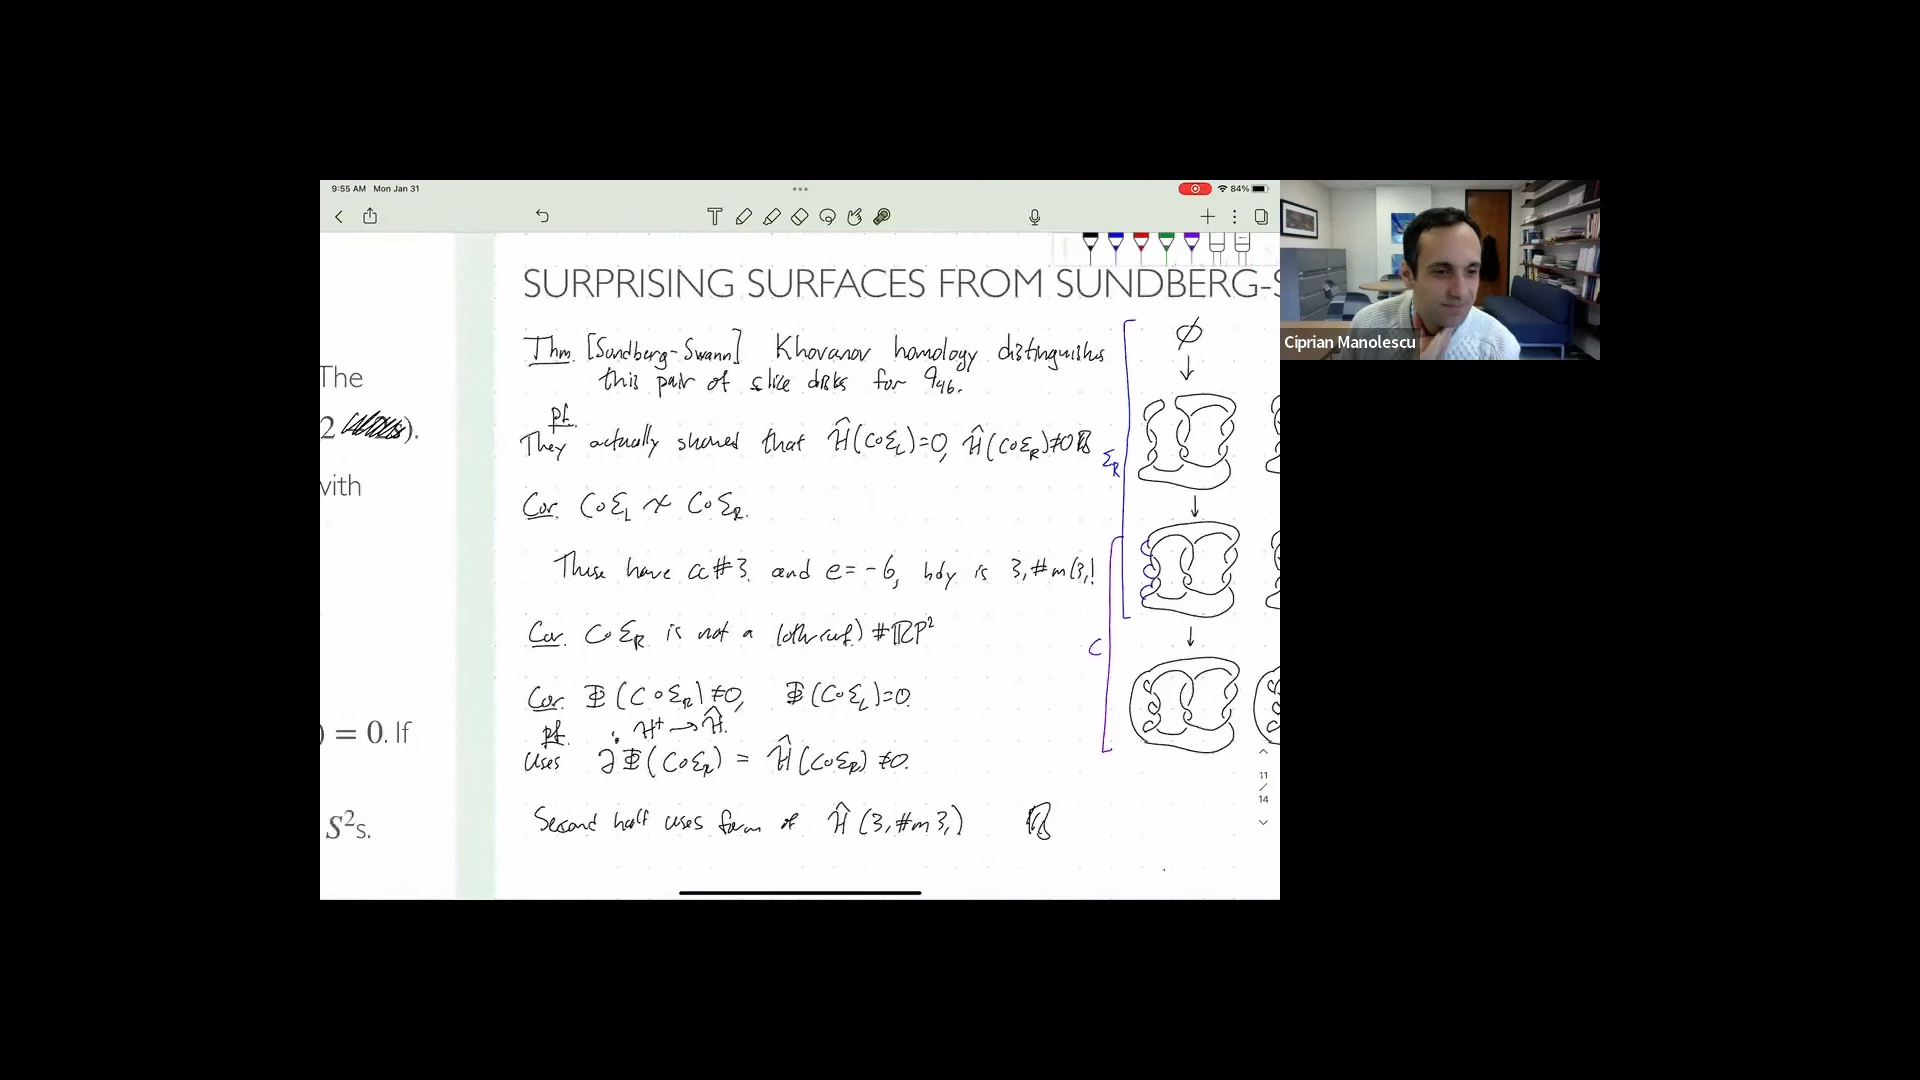 9:55 AM Mon Jan 31
84%
The
2 ).
with
) = 0. If
S²s.
SURPRISING SURFACES FROM SUNDBERG-S
Thm. [Sundberg-Swann] Khovanov homology distinguishes
this pair of slice disks for 9₄₆.
pf.
They actually showed that Ĥ(C∘Σ_L)=0, Ĥ(C∘Σ_R)≠0
Cor. C∘Σ_L ≁ C∘Σ_R.
These have cc#3. and e=-6, bdy is 3₁#m(3₁)
Cor. C∘Σ_R is not a (other surf.) #ℝP²
Cor. Φ(C∘Σ_R)≠0, Φ(C∘Σ_L)=0.
pf. : H⁺→Ĥ.
Uses ∂Φ(C∘Σ_R) = Ĥ(C∘Σ_R)≠0.
Second half uses form of Ĥ(3₁#m3₁)
∅
Σ_R
C
11
/
14
Ciprian Manolescu